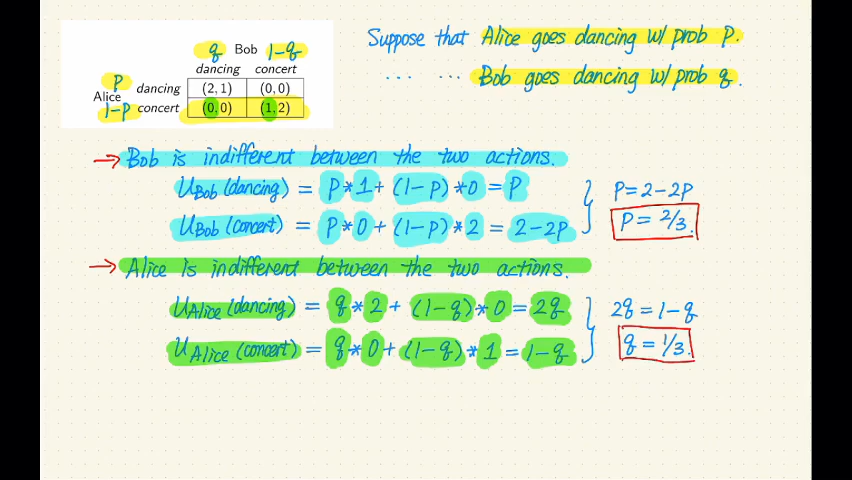 q Bob 1-q
dancing concert
p dancing (2, 1) (0, 0)
Alice
1-p concert (0, 0) (1, 2)
Suppose that Alice goes dancing w/ prob p.
... ... Bob goes dancing w/ prob q.
→ Bob is indifferent between the two actions.
U_Bob (dancing) = p * 1 + (1-p) * 0 = p
U_Bob (concert) = p * 0 + (1-p) * 2 = 2-2p
p = 2-2p
p = 2/3.
→ Alice is indifferent between the two actions.
U_Alice (dancing) = q * 2 + (1-q) * 0 = 2q
U_Alice (concert) = q * 0 + (1-q) * 1 = 1-q
2q = 1-q
q = 1/3.